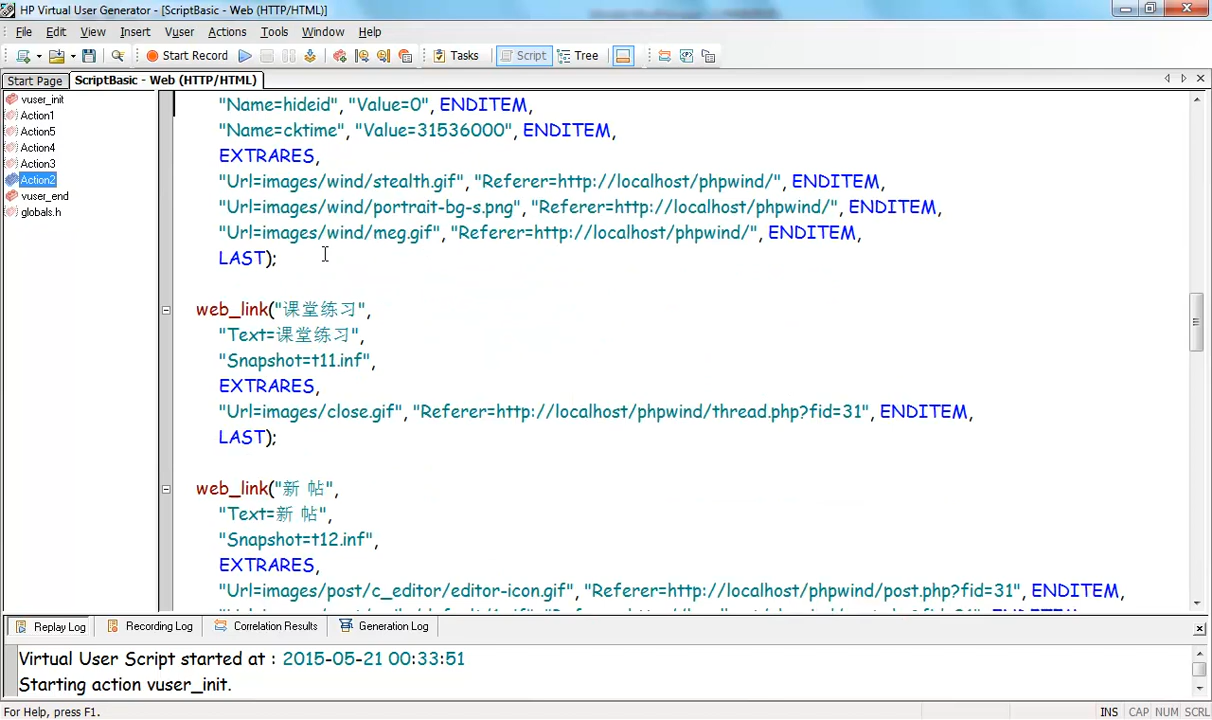 HP Virtual User Generator - [ScriptBasic - Web (HTTP/HTML)]
File Edit View Insert Vuser Actions Tools Window Help
Start Record Tasks Script Tree
Start Page ScriptBasic - Web (HTTP/HTML)
vuser_init
Action1
Action5
Action4
Action3
Action2
vuser_end
globals.h
"Name=hideid", "Value=0", ENDITEM,
"Name=cktime", "Value=31536000", ENDITEM,
EXTRARES,
"Url=images/wind/stealth.gif", "Referer=http://localhost/phpwind/", ENDITEM,
"Url=images/wind/portrait-bg-s.png", "Referer=http://localhost/phpwind/", ENDITEM,
"Url=images/wind/meg.gif", "Referer=http://localhost/phpwind/", ENDITEM,
LAST);
web_link("课堂练习",
"Text=课堂练习",
"Snapshot=t11.inf",
EXTRARES,
"Url=images/close.gif", "Referer=http://localhost/phpwind/thread.php?fid=31", ENDITEM,
LAST);
web_link("新 帖",
"Text=新 帖",
"Snapshot=t12.inf",
EXTRARES,
"Url=images/post/c_editor/editor-icon.gif", "Referer=http://localhost/phpwind/post.php?fid=31", ENDITEM,
Replay Log Recording Log Correlation Results Generation Log
Virtual User Script started at : 2015-05-21 00:33:51
Starting action vuser_init.
For Help, press F1. INS CAP NUM SCRL